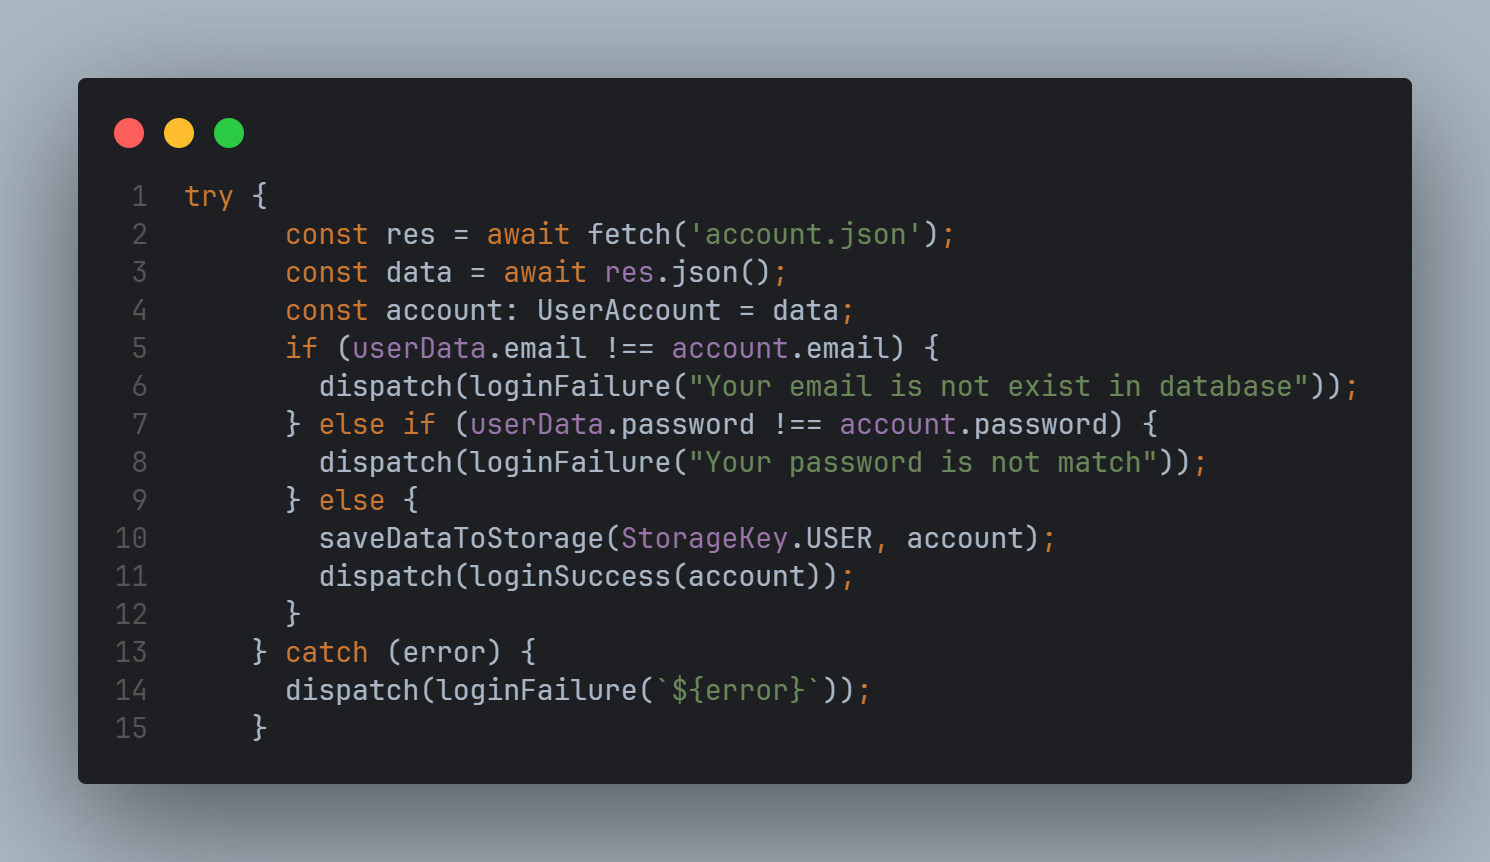 1 try {
2 const res = await fetch('account.json');
3 const data = await res.json();
4 const account: UserAccount = data;
5 if (userData.email !== account.email) {
6 dispatch(loginFailure("Your email is not exist in database"));
7 } else if (userData.password !== account.password) {
8 dispatch(loginFailure("Your password is not match"));
9 } else {
10 saveDataToStorage(StorageKey.USER, account);
11 dispatch(loginSuccess(account));
12 }
13 } catch (error) {
14 dispatch(loginFailure(`${error}`));
15 }